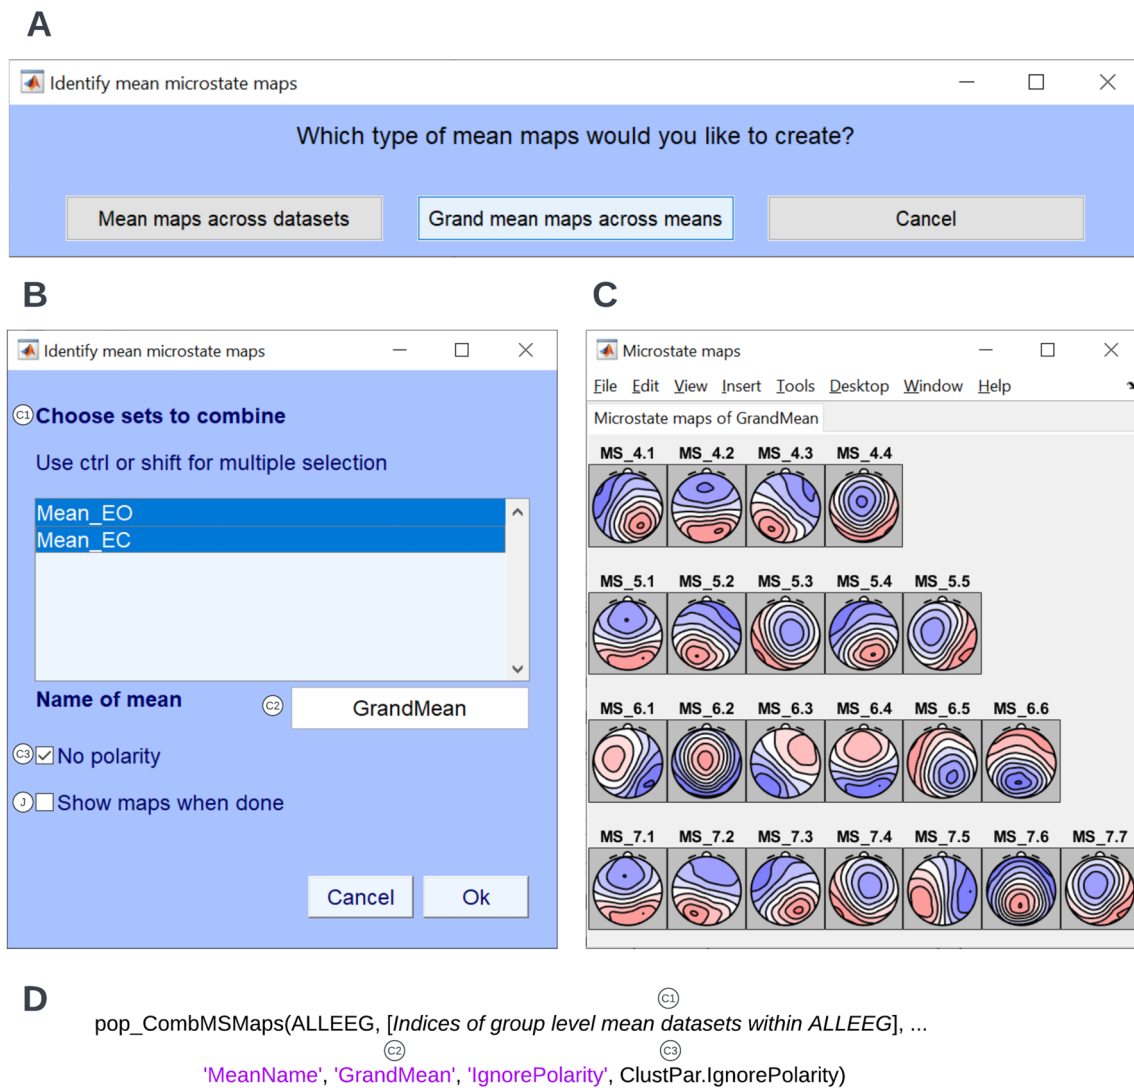 A
Identify mean microstate maps
Which type of mean maps would you like to create?
Mean maps across datasets Grand mean maps across means Cancel
B
Identify mean microstate maps
C1 Choose sets to combine
Use ctrl or shift for multiple selection
Mean_EO
Mean_EC
Name of mean C2 GrandMean
C3 No polarity
J Show maps when done
Cancel Ok
C
Microstate maps
File Edit View Insert Tools Desktop Window Help
Microstate maps of GrandMean
MS_4.1 MS_4.2 MS_4.3 MS_4.4
MS_5.1 MS_5.2 MS_5.3 MS_5.4 MS_5.5
MS_6.1 MS_6.2 MS_6.3 MS_6.4 MS_6.5 MS_6.6
MS_7.1 MS_7.2 MS_7.3 MS_7.4 MS_7.5 MS_7.6 MS_7.7
D
C1
pop_CombMSMaps(ALLEEG, [Indices of group level mean datasets within ALLEEG], ...
C2 C3
'MeanName', 'GrandMean', 'IgnorePolarity', ClustPar.IgnorePolarity)